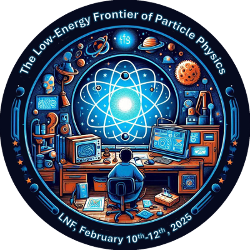 The Low-Energy Frontier of Particle Physics
LNF, February 10th-12th, 2025